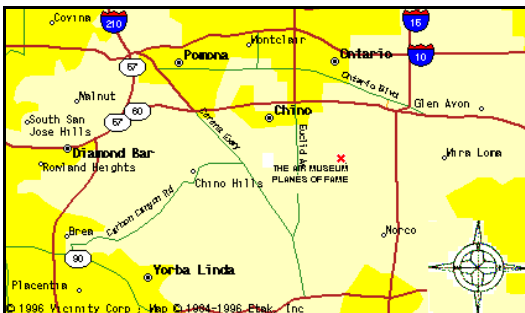 Covina
210
15
Montclair
Pomona
Ontario
10
57
Ontario Blvd
Walnut
60
Glen Avon
South San
Jose Hills
57
Chino
Corona Expy
Euclid Av
Diamond Bar
Mira Loma
Rowland Heights
THE AIR MUSEUM
PLANES OF FAME
Chino Hills
Carbon Canyon Rd
Brea
Norco
90
Yorba Linda
Placentia
© 1996 Vicinity Corp ; Map © 1984-1996 Etak, Inc